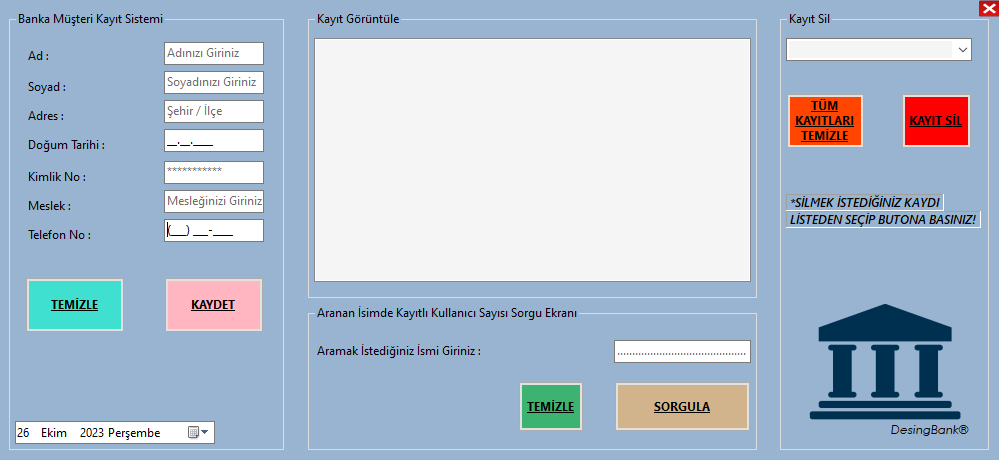 Banka Müşteri Kayıt Sistemi
Ad :
Adınızı Giriniz
Soyad :
Soyadınızı Giriniz
Adres :
Şehir / İlçe
Doğum Tarihi :
__.__.____
Kimlik No :
***********
Meslek :
Mesleğinizi Giriniz
Telefon No :
(___) ___-____
TEMİZLE
KAYDET
26 Ekim 2023 Perşembe
Kayıt Görüntüle
Aranan İsimde Kayıtlı Kullanıcı Sayısı Sorgu Ekranı
Aramak İstediğiniz İsmi Giriniz :
............................................
TEMİZLE
SORGULA
Kayıt Sil
TÜM
KAYITLARI
TEMİZLE
KAYIT SİL
*SİLMEK İSTEDİĞİNİZ KAYDI
LİSTEDEN SEÇİP BUTONA BASINIZ!
DesingBank®